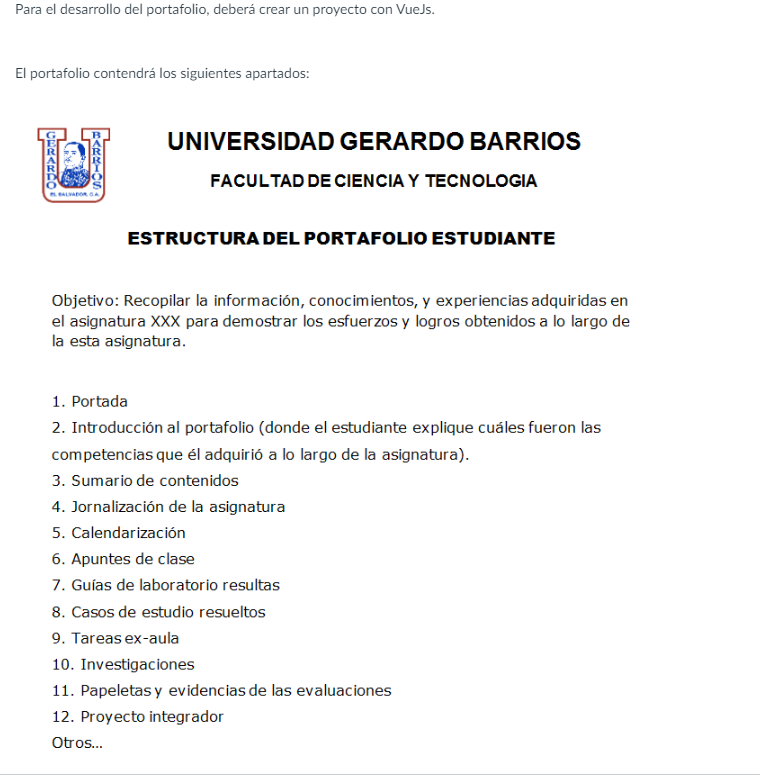 Para el desarrollo del portafolio, deberá crear un proyecto con VueJs.
El portafolio contendrá los siguientes apartados:
GERARDO BARRIOS
EL SALVADOR, C.A.
UNIVERSIDAD GERARDO BARRIOS
FACULTAD DE CIENCIA Y TECNOLOGIA
ESTRUCTURA DEL PORTAFOLIO ESTUDIANTE
Objetivo: Recopilar la información, conocimientos, y experiencias adquiridas en
el asignatura XXX para demostrar los esfuerzos y logros obtenidos a lo largo de
la esta asignatura.
1. Portada
2. Introducción al portafolio (donde el estudiante explique cuáles fueron las
competencias que él adquirió a lo largo de la asignatura).
3. Sumario de contenidos
4. Jornalización de la asignatura
5. Calendarización
6. Apuntes de clase
7. Guías de laboratorio resultas
8. Casos de estudio resueltos
9. Tareas ex-aula
10. Investigaciones
11. Papeletas y evidencias de las evaluaciones
12. Proyecto integrador
Otros...